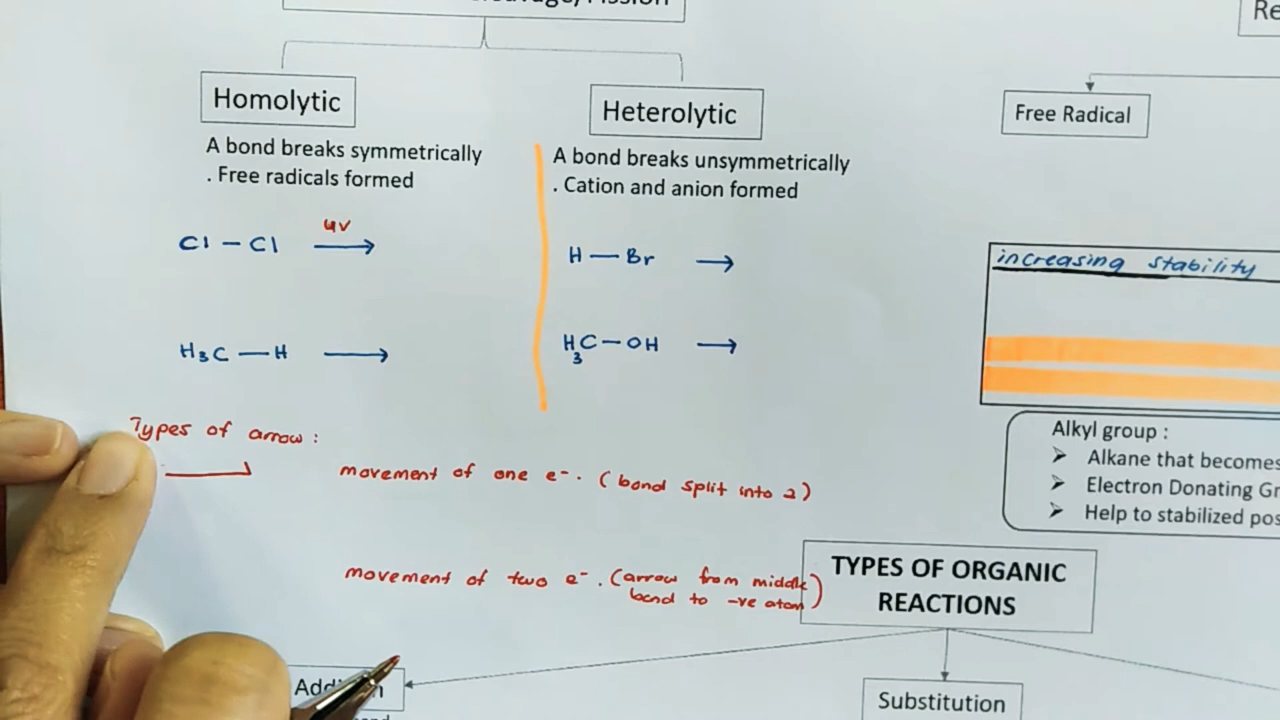 Homolytic
A bond breaks symmetrically
. Free radicals formed
Cl — Cl uv →
H₃C — H →
Heterolytic
A bond breaks unsymmetrically
. Cation and anion formed
H — Br →
H₃C — OH →
Types of arrow :
movement of one e⁻. (bond split into 2)
movement of two e⁻. (arrow from middle
bond to -ve atom)
Free Radical
increasing stability
Alkyl group :
➤ Alkane that becomes
➤ Electron Donating
➤ Help to stabilized
TYPES OF ORGANIC
REACTIONS
Substitution